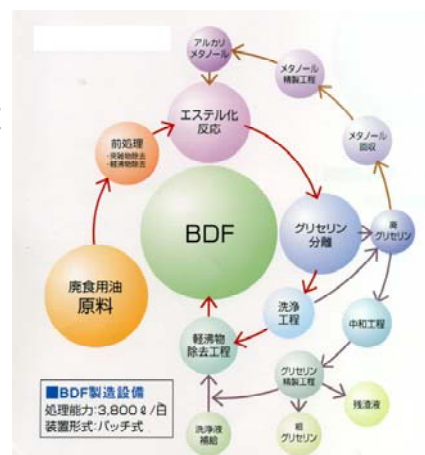 アルカリ
メタノール
メタノール
精製工程
エステル化
反応
前処理
・夾雑物除去
・軽沸物除去
メタノール
回収
BDF
グリセリン
分離
廃食用油
原料
洗浄
工程
軽沸物
除去工程
中和工程
グリセリン
精製工程
残渣液
洗浄液
補給
グリセリン
グリセリン
■BDF製造設備
処理能力:3,800ℓ/日
装置形式:バッチ式